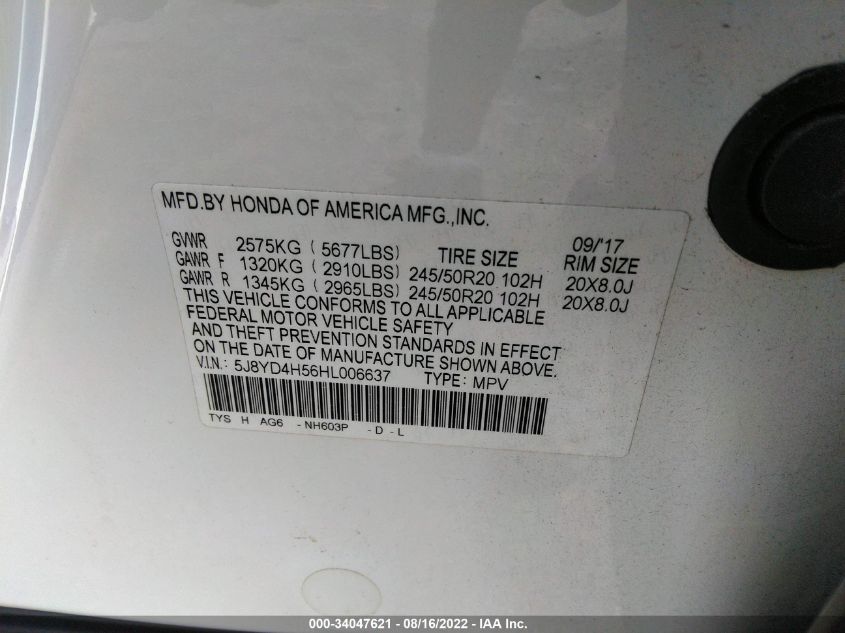 MFD.BY HONDA OF AMERICA MFG.,INC.
09/'17
GVWR 2575KG ( 5677LBS) TIRE SIZE RIM SIZE
GAWR F 1320KG ( 2910LBS) 245/50R20 102H 20X8.0J
GAWR R 1345KG ( 2965LBS) 245/50R20 102H 20X8.0J
THIS VEHICLE CONFORMS TO ALL APPLICABLE
FEDERAL MOTOR VEHICLE SAFETY
AND THEFT PREVENTION STANDARDS IN EFFECT
ON THE DATE OF MANUFACTURE SHOWN ABOVE.
V.I.N.: 5J8YD4H56HL006637 TYPE: MPV
TYS H AG6 -NH603P -D-L
000-34047621 - 08/16/2022 - IAA Inc.